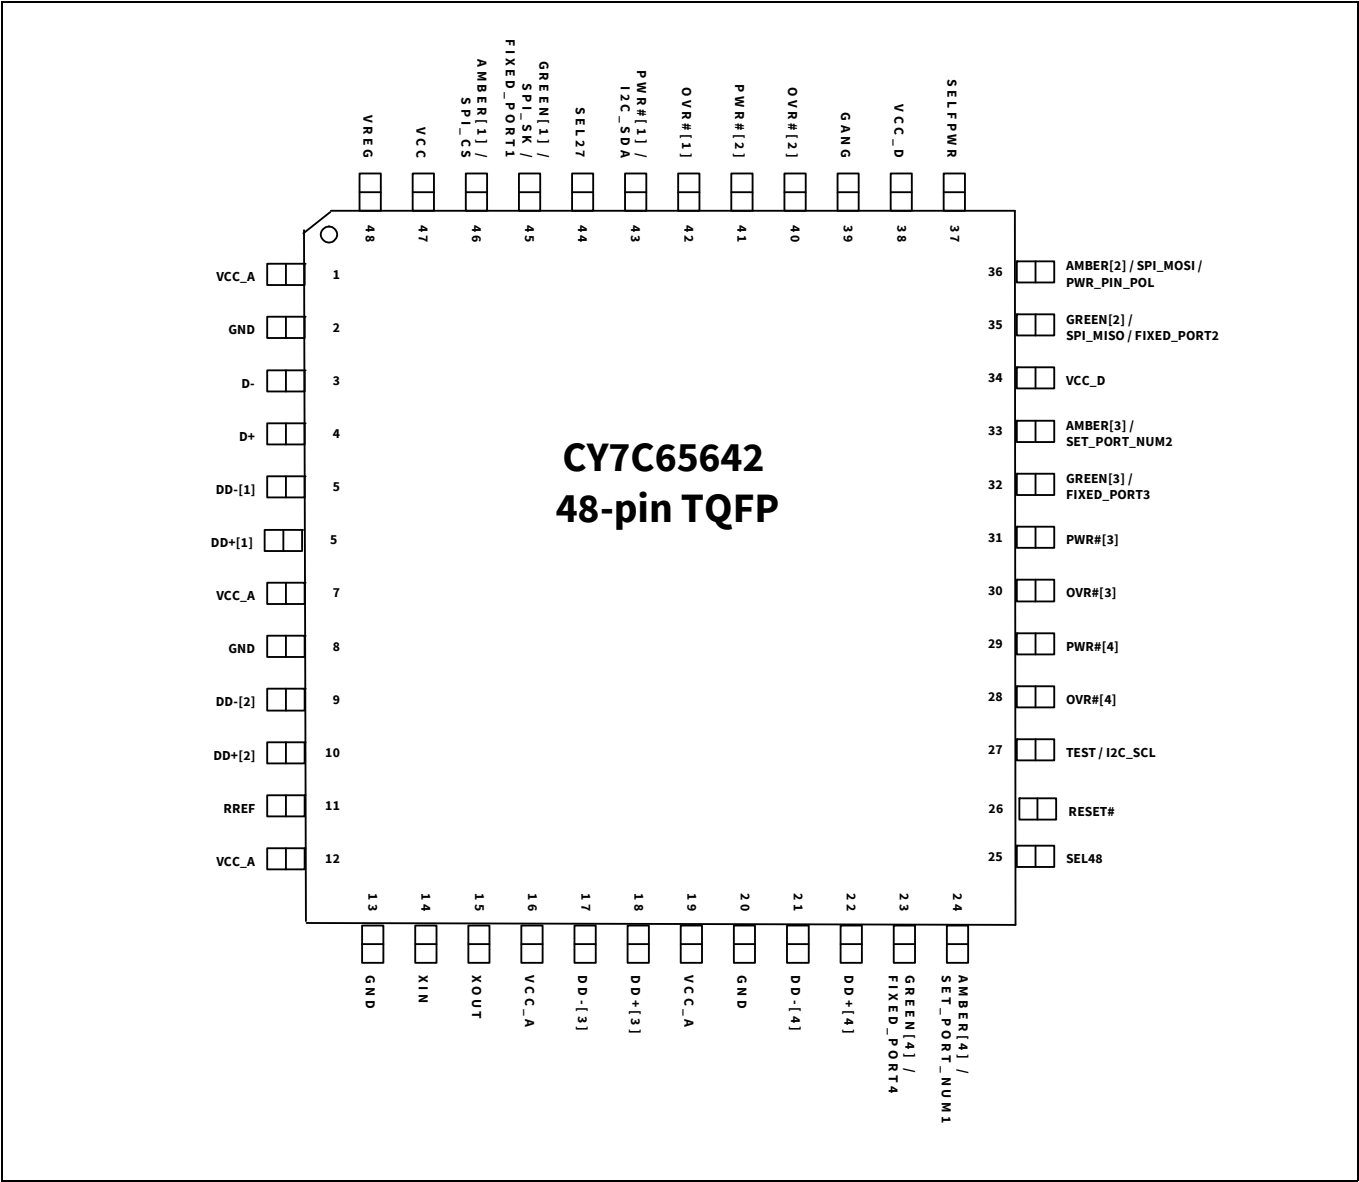 VREG
VCC
AMBER[1] /
SPI_CS
GREEN[1] /
SPI_SK /
FIXED_PORT1
SEL27
PWR#[1] /
I2C_SDA
OVR#[1]
PWR#[2]
OVR#[2]
GANG
VCC_D
SELFPWR
48
47
46
45
44
43
42
41
40
39
38
37
VCC_A
1
GND
2
D-
3
D+
4
DD-[1]
5
DD+[1]
5
VCC_A
7
GND
8
DD-[2]
9
DD+[2]
10
RREF
11
VCC_A
12
CY7C65642
48-pin TQFP
36
AMBER[2] / SPI_MOSI /
PWR_PIN_POL
35
GREEN[2] /
SPI_MISO / FIXED_PORT2
34
VCC_D
33
AMBER[3] /
SET_PORT_NUM2
32
GREEN[3] /
FIXED_PORT3
31
PWR#[3]
30
OVR#[3]
29
PWR#[4]
28
OVR#[4]
27
TEST / I2C_SCL
26
RESET#
25
SEL48
13
14
15
16
17
18
19
20
21
22
23
24
GND
XIN
XOUT
VCC_A
DD-[3]
DD+[3]
VCC_A
GND
DD-[4]
DD+[4]
GREEN[4] /
FIXED_PORT4
AMBER[4] /
SET_PORT_NUM1